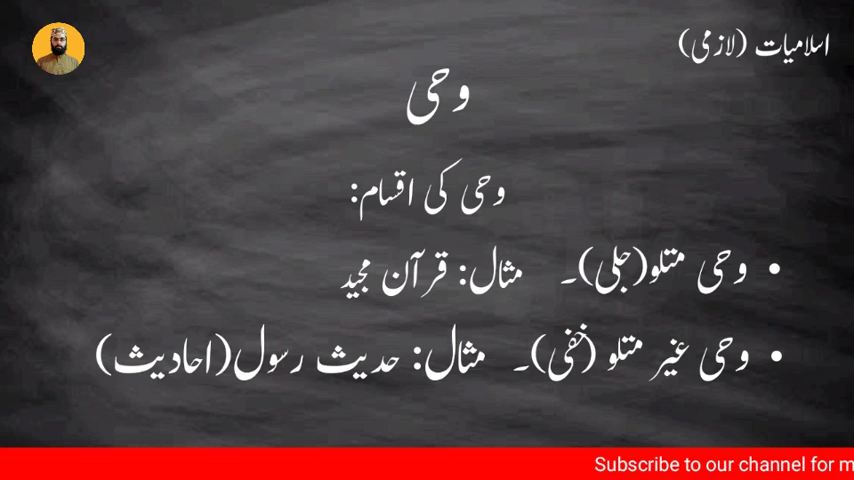 اسلامیات (لازمی)
وحی
وحی کی اقسام:
• وحی متلو(جلی)۔ مثال: قرآن مجید
• وحی غیر متلو (خفی)۔ مثال: حدیث رسول(احادیث)
Subscribe to our channel for m